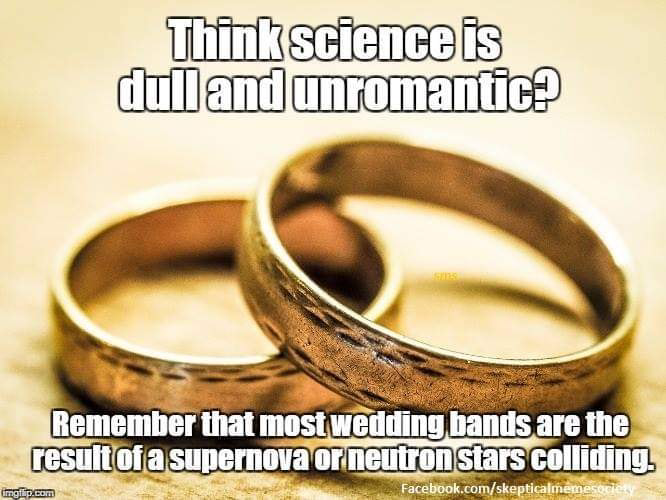 Think science is
dull and unromantic?
sms
Remember that most wedding bands are the
result of a supernova or neutron stars colliding.
imgflip.com
Facebook.com/skepticalmemesociety